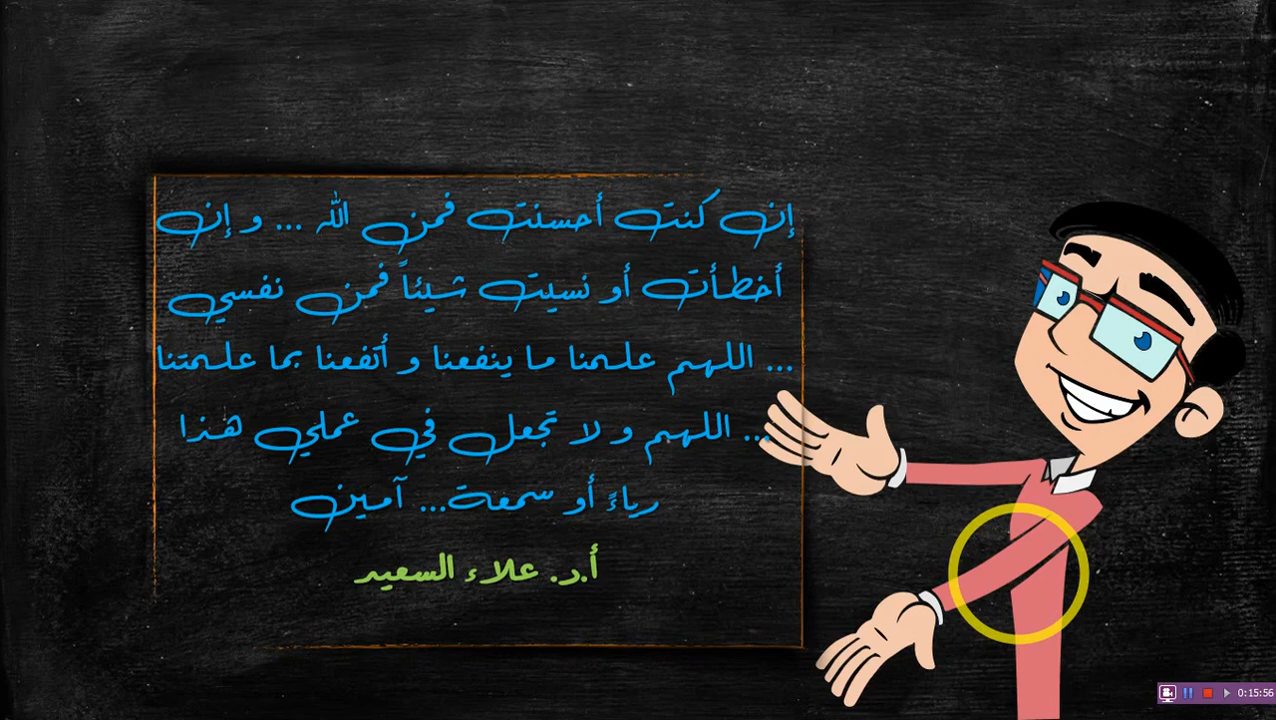 إن كنت أحسنت فمن الله ... و إن
أخطأت أو نسيت شيئاً فمن نفسي
... اللهم علمنا ما ينفعنا و أنفعنا بما علمتنا
... اللهم و لا تجعل في عملي هذا
رياءً أو سمعة... آمين
أ.د. علاء السعيد
0:15:56